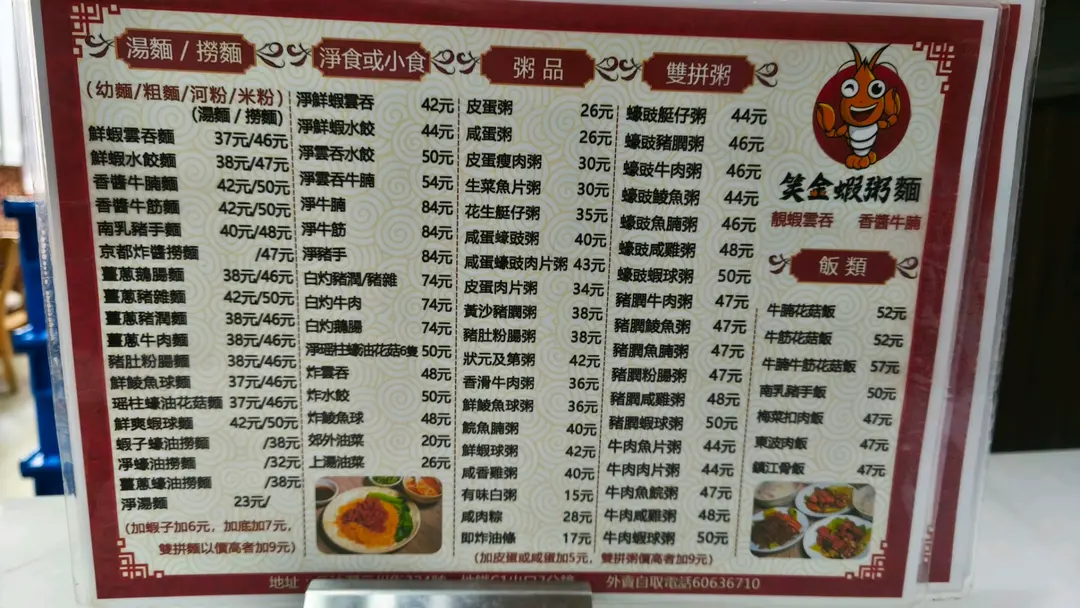 湯麵 / 撈麵
(幼麵/粗麵/河粉/米粉)
(湯麵 / 撈麵)
鮮蝦雲吞麵 37元/46元
鮮蝦水餃麵 38元/47元
香醬牛腩麵 42元/50元
香醬牛筋麵 42元/50元
南乳豬手麵 40元/48元
京都炸醬撈麵 /47元
薑蔥鵝腸麵 38元/46元
薑蔥豬雜麵 42元/50元
薑蔥豬潤麵 38元/46元
薑蔥牛肉麵 38元/46元
豬肚粉腸麵 38元/46元
鮮鯪魚球麵 37元/46元
瑶柱蠔油花菇麵 37元/46元
鮮爽蝦球麵 42元/50元
蝦子蠔油撈麵 /38元
凈蠔油撈麵 /32元
薑蔥蠔油撈麵 /38元
淨湯麵 23元/
(加蝦子加6元，加底加7元，
雙拼麵以價高者加9元)
淨食或小食
淨鮮蝦雲吞 42元
淨鮮蝦水餃 44元
淨雲吞水餃 50元
淨雲吞牛腩 54元
淨牛腩 84元
淨牛筋 84元
淨豬手 84元
白灼豬潤/豬雜 74元
白灼牛肉 74元
白灼鵝腸 74元
淨瑶柱蠔油花菇6隻 50元
炸雲吞 48元
炸水餃 50元
炸鯪魚球 48元
郊外油菜 20元
上湯油菜 26元
粥品
皮蛋粥 26元
咸蛋粥 26元
皮蛋瘦肉粥 30元
生菜魚片粥 30元
花生艇仔粥 35元
咸蛋蠔豉粥 40元
咸蛋蠔豉肉片粥 43元
皮蛋肉片粥 34元
黃沙豬膶粥 38元
豬肚粉腸粥 38元
狀元及第粥 42元
香滑牛肉粥 36元
鮮鯪魚球粥 36元
鯇魚腩粥 40元
鮮蝦球粥 42元
咸香雞粥 40元
有味白粥 15元
咸肉粽 28元
即炸油條 17元
(加皮蛋或咸蛋加5元，雙拼粥價高者加9元)
雙拼粥
蠔豉艇仔粥 44元
蠔豉豬膶粥 46元
蠔豉牛肉粥 46元
蠔豉鯪魚粥 44元
蠔豉魚腩粥 46元
蠔豉咸雞粥 48元
蠔豉蝦球粥 50元
豬膶牛肉粥 47元
豬膶鯪魚粥 47元
豬膶魚腩粥 47元
豬膶粉腸粥 47元
豬膶咸雞粥 48元
豬膶蝦球粥 50元
牛肉魚片粥 44元
牛肉肉片粥 44元
牛肉魚鯇粥 47元
牛肉咸雞粥 48元
牛肉蝦球粥 50元
笑金蝦粥麵
靚蝦雲吞 香醬牛腩
飯類
牛腩花菇飯 52元
牛筋花菇飯 52元
牛腩牛筋花菇飯 57元
南乳豬手飯 50元
梅菜扣肉飯 47元
東波肉飯 47元
鎮江骨飯 47元
地址： 外賣自取電話60636710